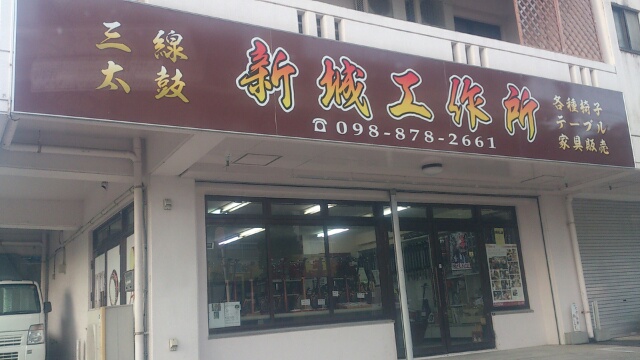 三線
太鼓
新城工作所
☎098-878-2661
各種椅子
テーブル
家具販売